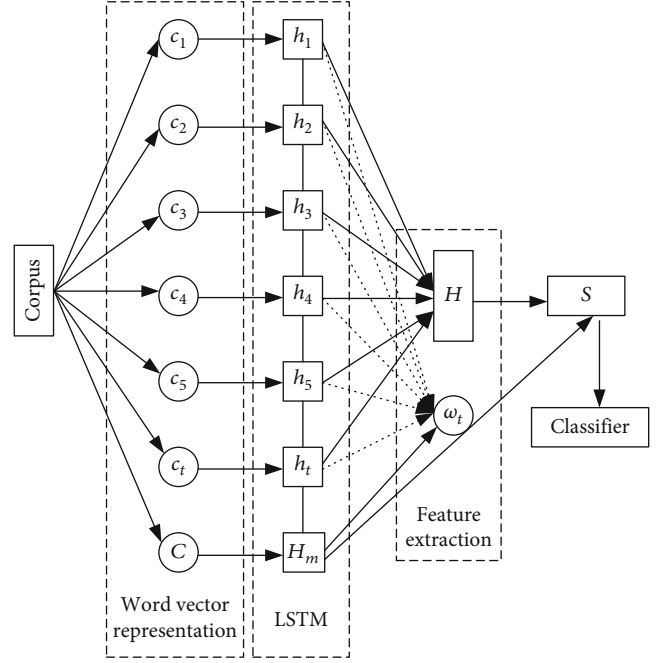 Corpus
c₁
c₂
c₃
c₄
c₅
cₜ
C
Word vector
representation
h₁
h₂
h₃
h₄
h₅
hₜ
Hₘ
LSTM
H
ωₜ
Feature
extraction
S
Classifier